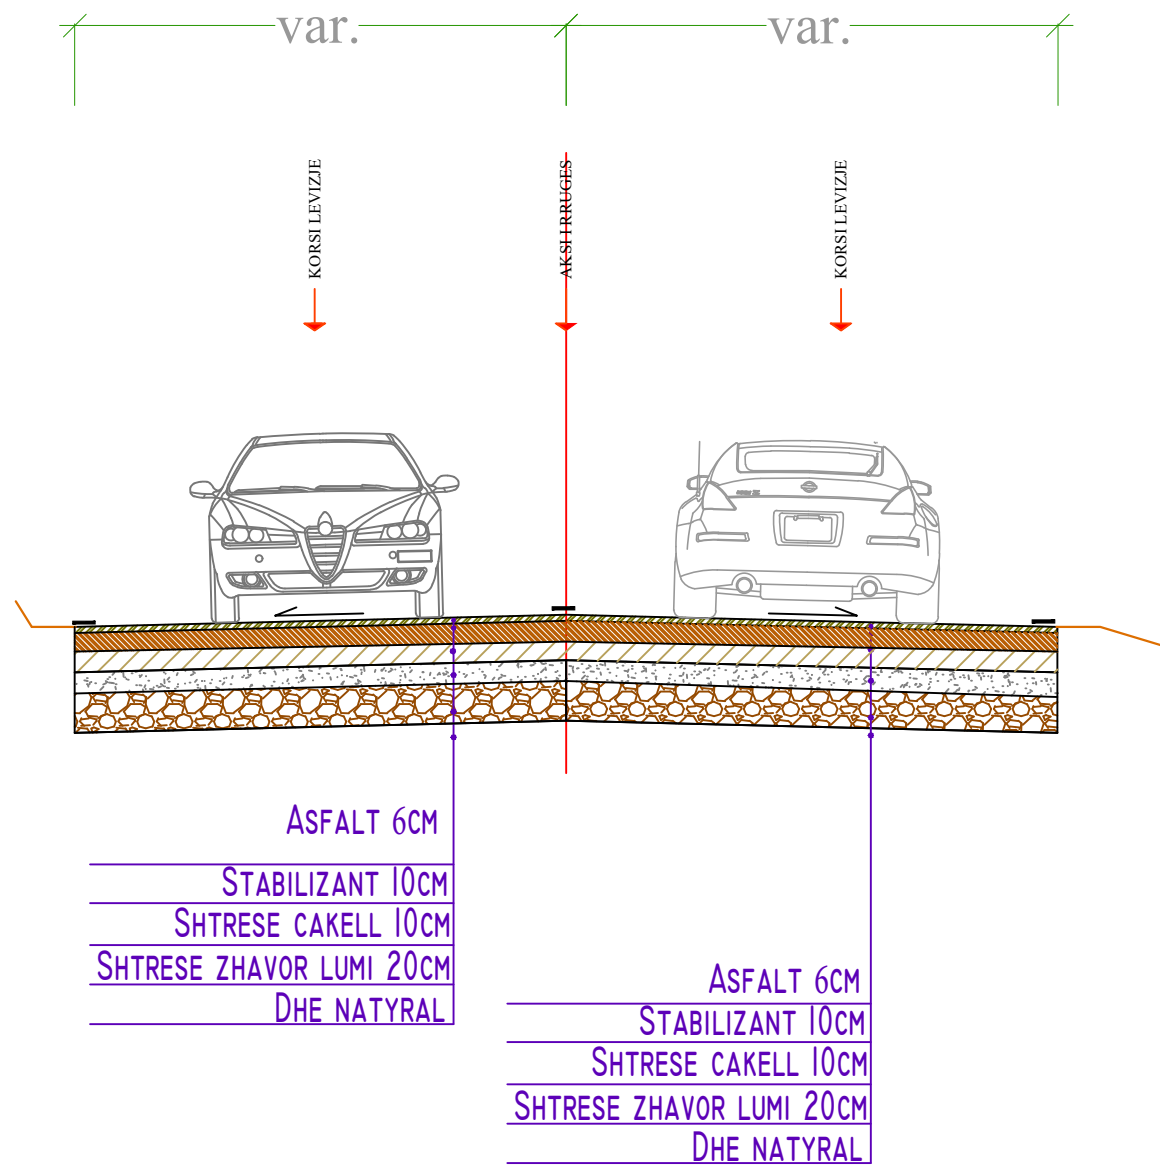 var. var.
KORSI LEVIZJE
AKSI I RRUGES
KORSI LEVIZJE
ASFALT 6CM
STABILIZANT 10CM
SHTRESE CAKELL 10CM
SHTRESE ZHAVOR LUMI 20CM
DHE NATYRAL
ASFALT 6CM
STABILIZANT 10CM
SHTRESE CAKELL 10CM
SHTRESE ZHAVOR LUMI 20CM
DHE NATYRAL